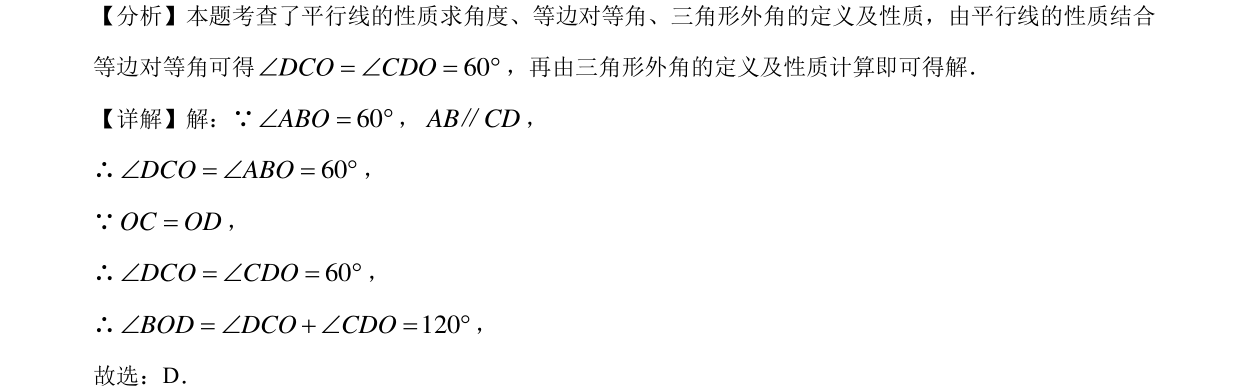 【分析】本题考查了平行线的性质求角度、等边对等角、三角形外角的定义及性质，由平行线的性质结合
等边对等角可得∠DCO=∠CDO=60°，再由三角形外角的定义及性质计算即可得解．
【详解】解：∵∠ABO=60°，AB∥CD，
∴∠DCO=∠ABO=60°，
∵OC=OD，
∴∠DCO=∠CDO=60°，
∴∠BOD=∠DCO+∠CDO=120°，
故选：D．